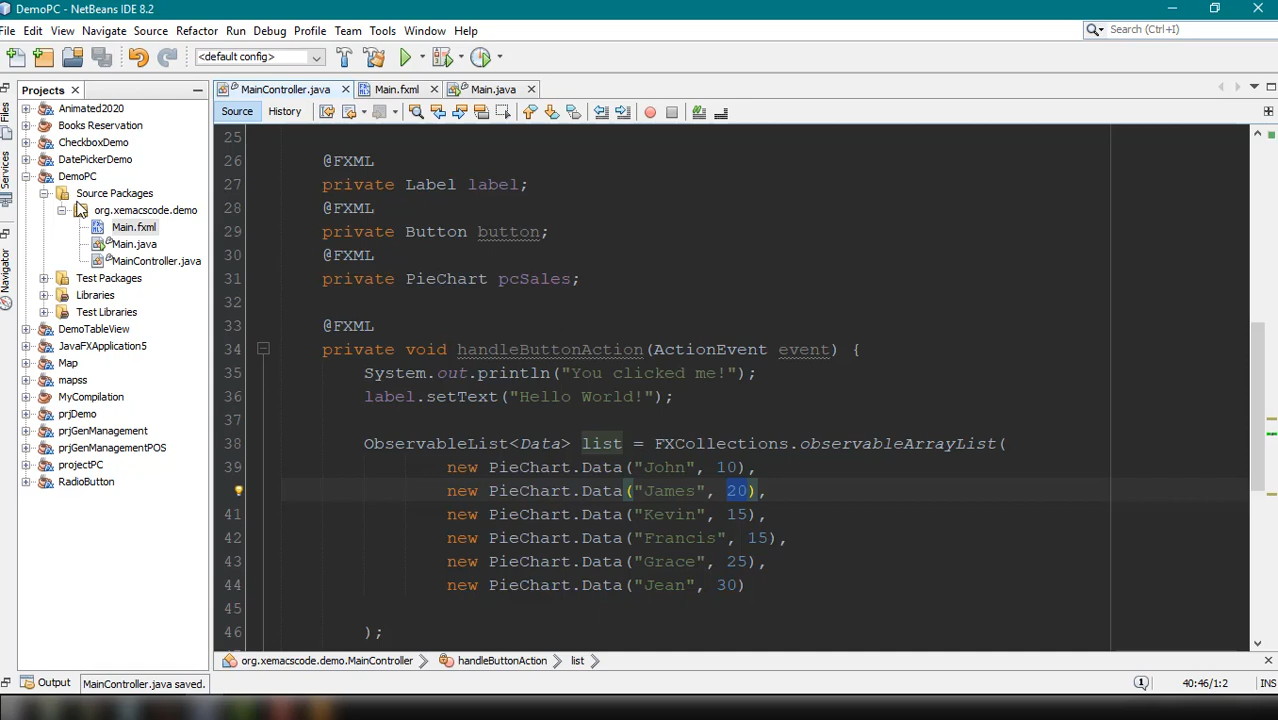 DemoPC - NetBeans IDE 8.2
File Edit View Navigate Source Refactor Run Debug Profile Team Tools Window Help
Search (Ctrl+I)
<default config>
Projects
MainController.java Main.fxml Main.java
Source History
Files
Services
Navigator
Animated2020
Books Reservation
CheckboxDemo
DatePickerDemo
DemoPC
Source Packages
org.xemacscode.demo
Main.fxml
Main.java
MainController.java
Test Packages
Libraries
Test Libraries
DemoTableView
JavaFXApplication5
Map
mapss
MyCompilation
prjDemo
prjGenManagement
prjGenManagementPOS
projectPC
RadioButton
25
26 @FXML
27 private Label label;
28 @FXML
29 private Button button;
30 @FXML
31 private PieChart pcSales;
32
33 @FXML
34 private void handleButtonAction(ActionEvent event) {
35 System.out.println("You clicked me!");
36 label.setText("Hello World!");
37
38 ObservableList<Data> list = FXCollections.observableArrayList(
39 new PieChart.Data("John", 10),
new PieChart.Data("James", 20),
41 new PieChart.Data("Kevin", 15),
42 new PieChart.Data("Francis", 15),
43 new PieChart.Data("Grace", 25),
44 new PieChart.Data("Jean", 30)
45
46 );
org.xemacscode.demo.MainController handleButtonAction list
Output MainController.java saved.
1 40:46/1:2 INS